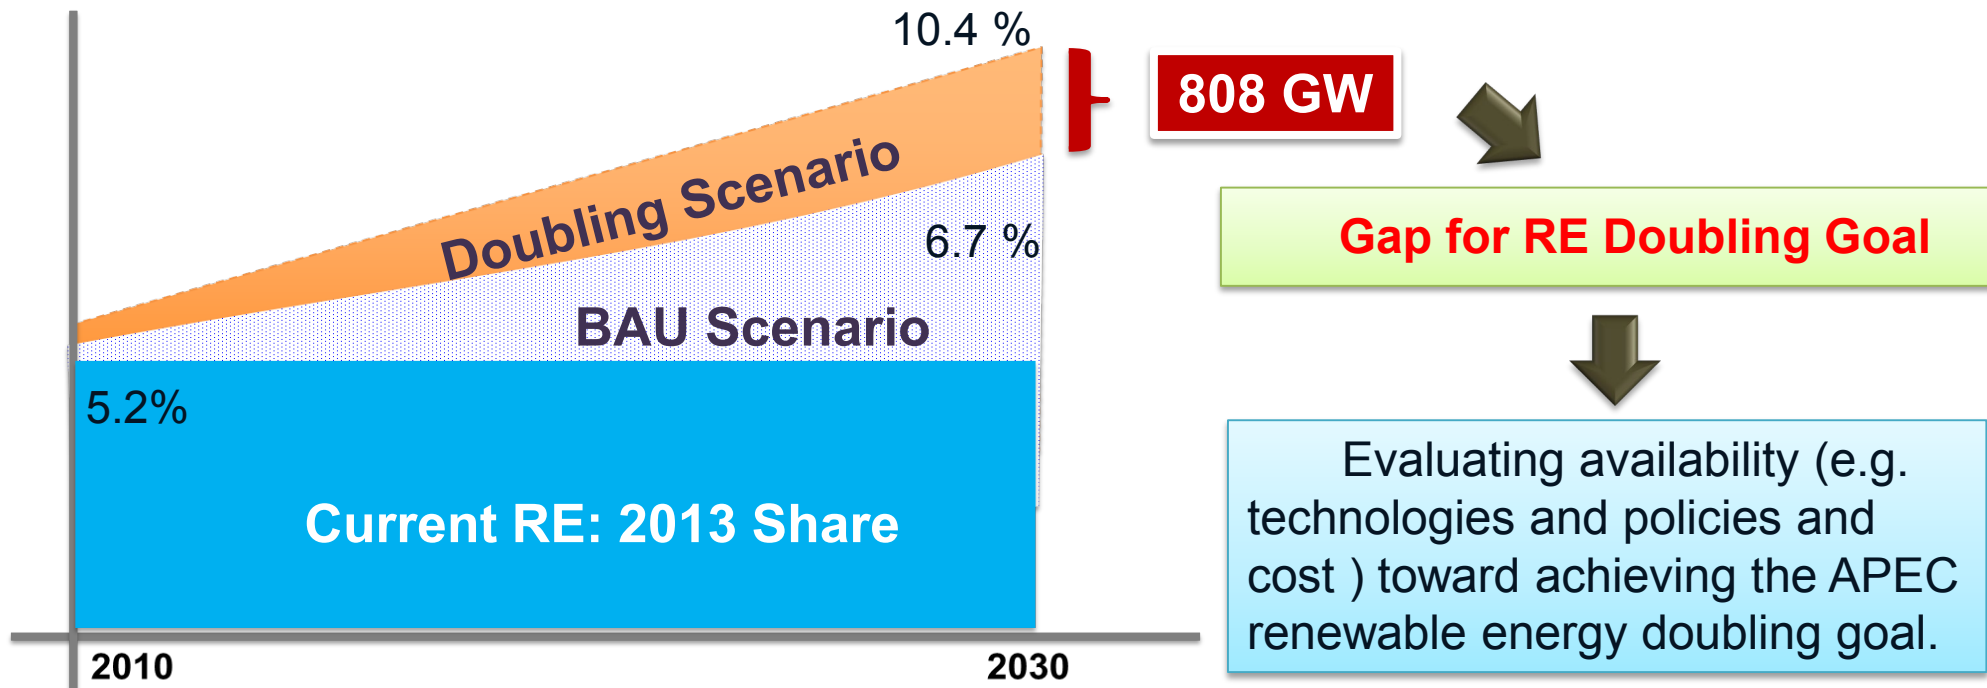 10.4 %
808 GW
Doubling Scenario
6.7 %
BAU Scenario
5.2%
Current RE: 2013 Share
2010
2030
Gap for RE Doubling Goal
Evaluating availability (e.g.
technologies and policies and
cost ) toward achieving the APEC
renewable energy doubling goal.